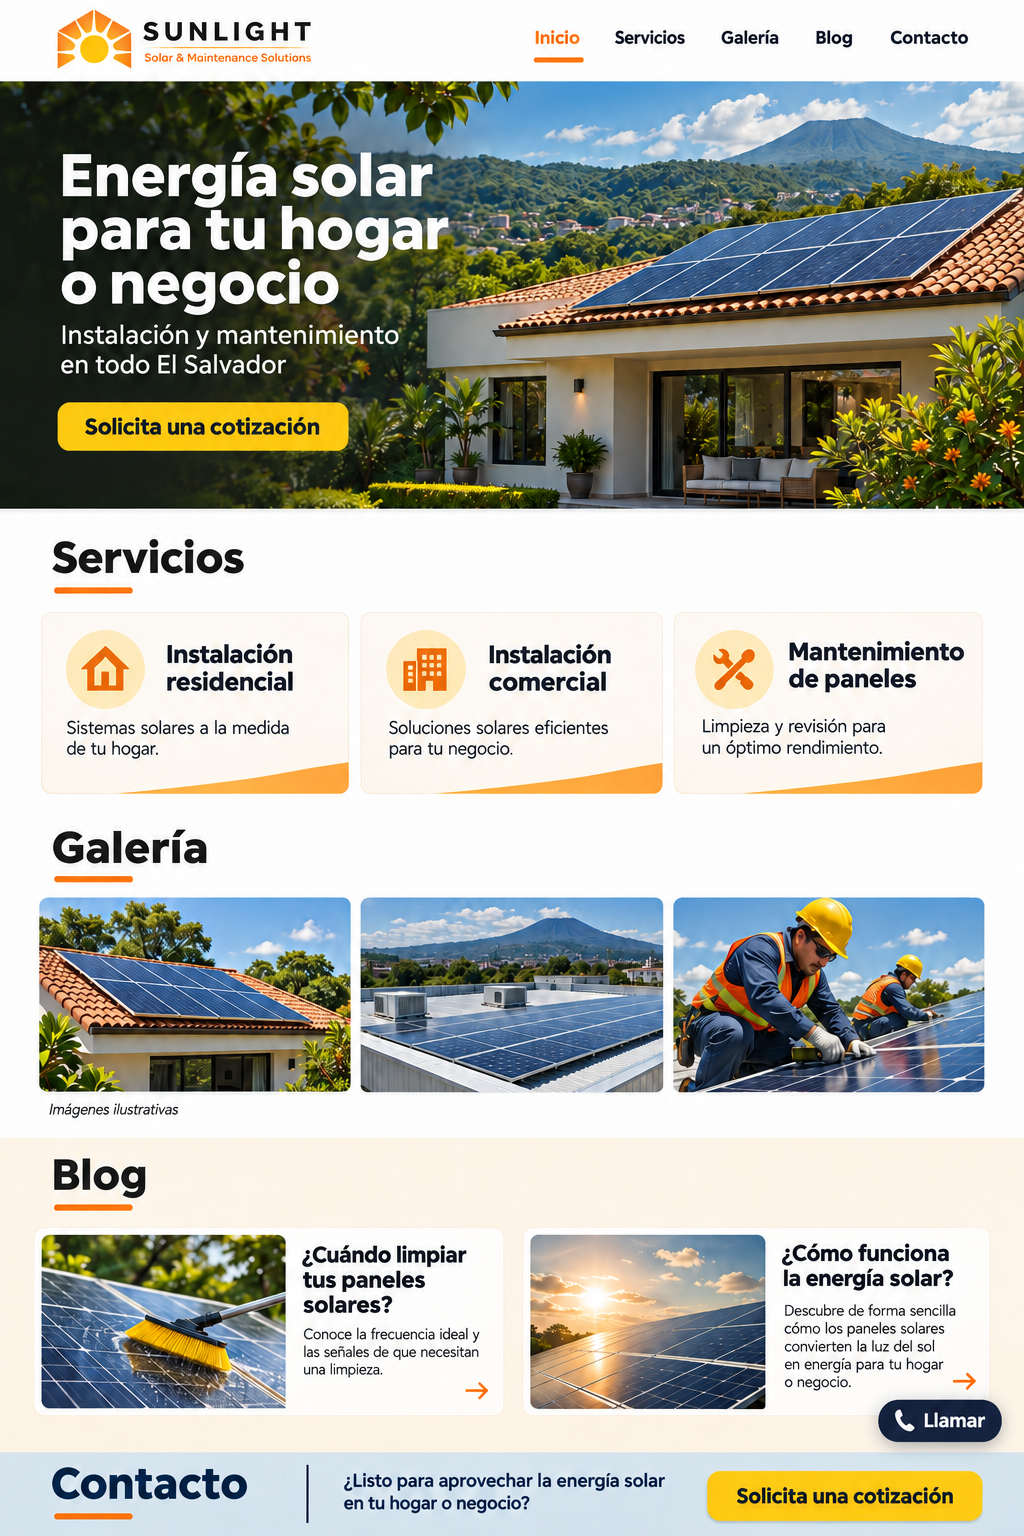 SUNLIGHT
Solar & Maintenance Solutions
Inicio
Servicios
Galería
Blog
Contacto
Energía solar
para tu hogar
o negocio
Instalación y mantenimiento
en todo El Salvador
Solicita una cotización
Servicios
Instalación
residencial
Sistemas solares a la medida
de tu hogar.
Instalación
comercial
Soluciones solares eficientes
para tu negocio.
Mantenimiento
de paneles
Limpieza y revisión para
un óptimo rendimiento.
Galería
Imágenes ilustrativas
Blog
¿Cuándo limpiar
tus paneles
solares?
Conoce la frecuencia ideal y
las señales de que necesitan
una limpieza.
¿Cómo funciona
la energía solar?
Descubre de forma sencilla
cómo los paneles solares
convierten la luz del sol
en energía para tu hogar
o negocio.
Llamar
Contacto
¿Listo para aprovechar la energía solar
en tu hogar o negocio?
Solicita una cotización